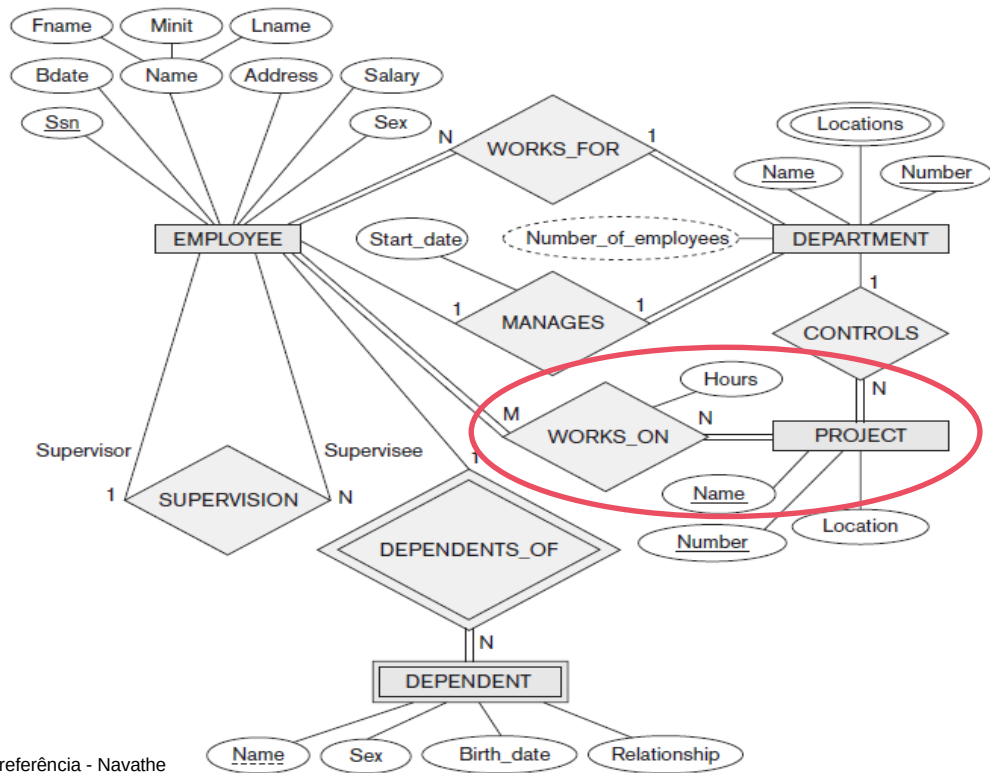 Fname
Minit
Lname
Bdate
Name
Address
Salary
Ssn
Sex
N
WORKS_FOR
1
Locations
Name
Number
EMPLOYEE
Start_date
Number_of_employees
DEPARTMENT
1
MANAGES
1
1
CONTROLS
N
Hours
M
WORKS_ON
N
PROJECT
Supervisor
Supervisee
1
1
SUPERVISION
N
Name
Location
Number
DEPENDENTS_OF
N
DEPENDENT
Name
Sex
Birth_date
Relationship
referência - Navathe